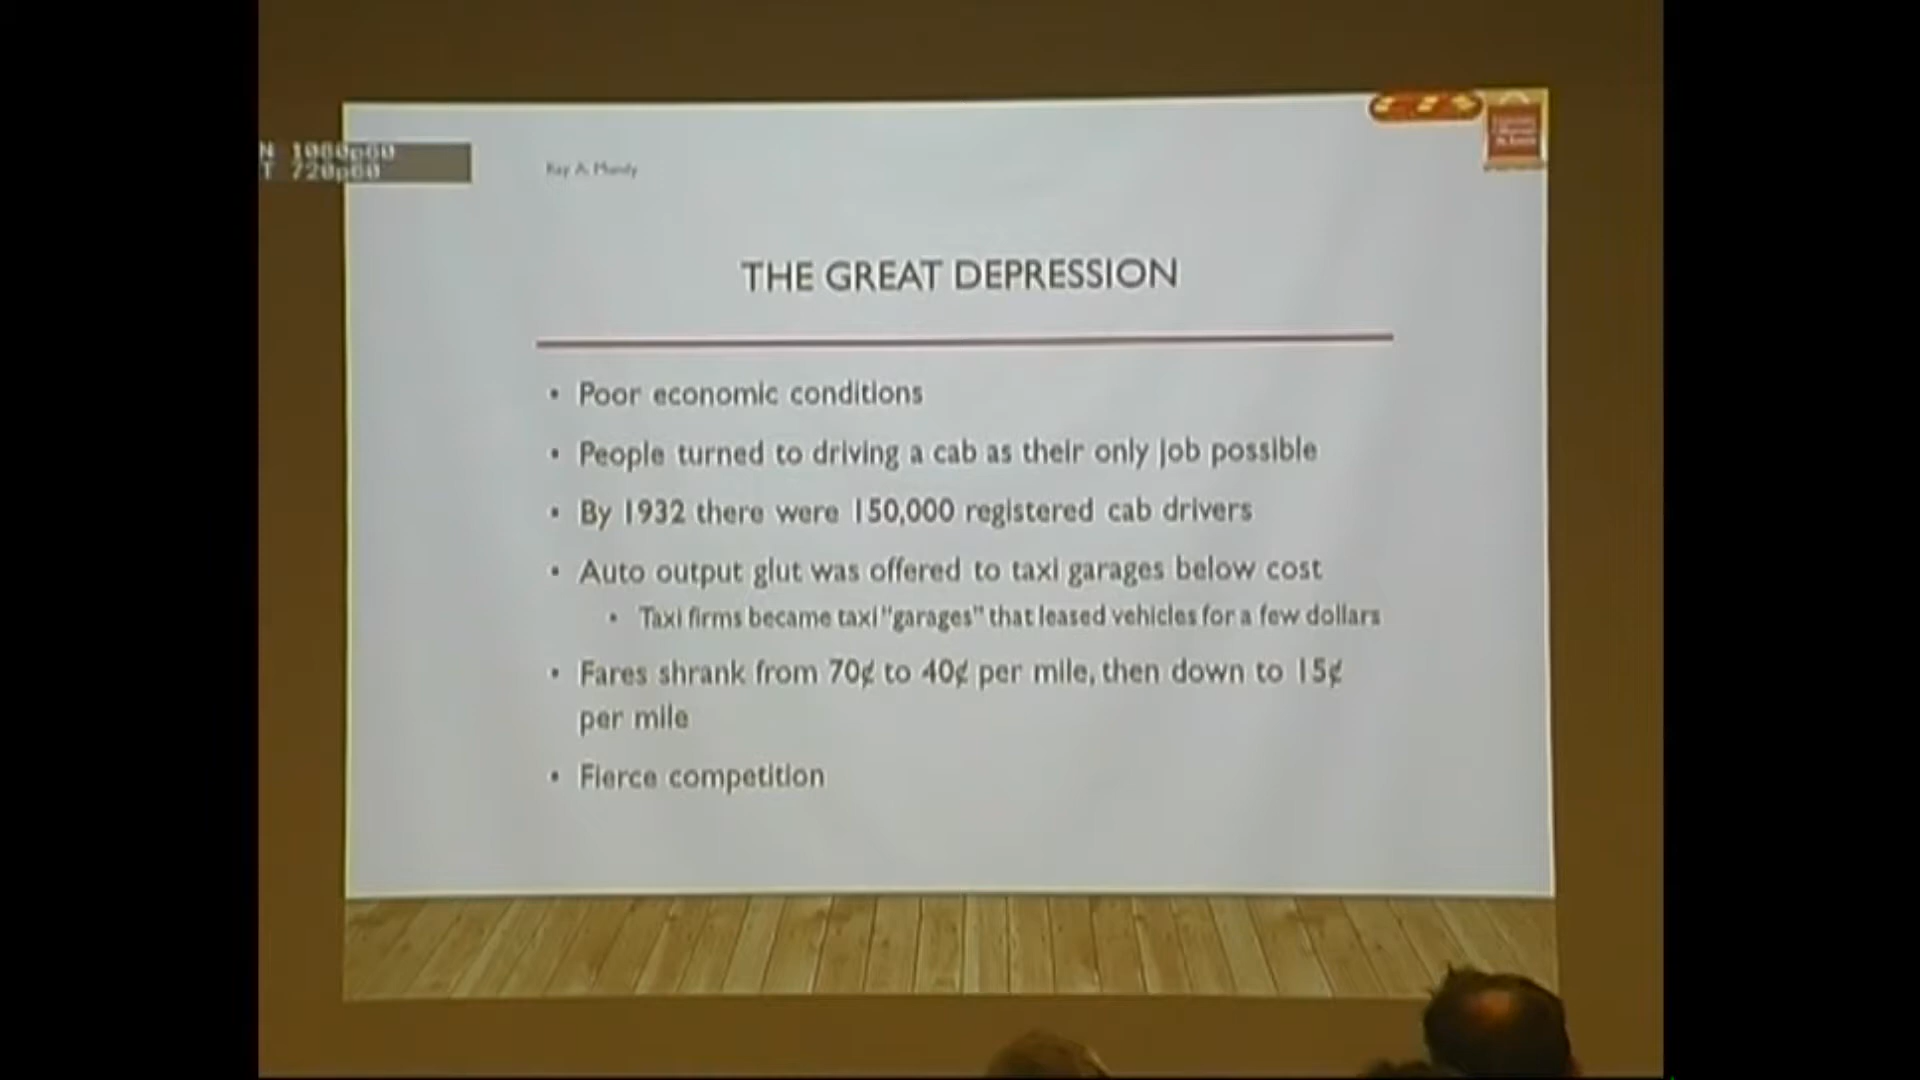 N 1080p60
T 720p60
THE GREAT DEPRESSION
• Poor economic conditions
• People turned to driving a cab as their only job possible
• By 1932 there were 150,000 registered cab drivers
• Auto output glut was offered to taxi garages below cost
• Taxi firms became taxi "garages" that leased vehicles for a few dollars
• Fares shrank from 70¢ to 40¢ per mile, then down to 15¢
per mile
• Fierce competition